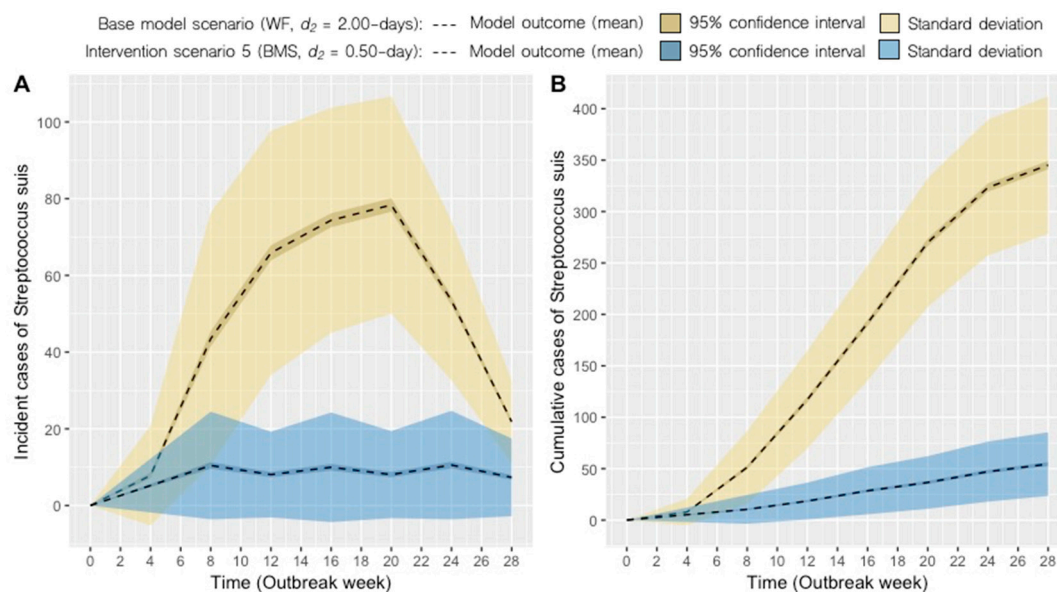 Base model scenario (WF, d2 = 2.00-days): Model outcome (mean) 95% confidence interval Standard deviation
Intervention scenario 5 (BMS, d2 = 0.50-day): Model outcome (mean) 95% confidence interval Standard deviation
A
Incident cases of Streptococcus suis
100
80
60
40
20
0
0 2 4 6 8 10 12 14 16 18 20 22 24 26 28
Time (Outbreak week)
B
Cumulative cases of Streptococcus suis
400
350
300
250
200
150
100
50
0
0 2 4 6 8 10 12 14 16 18 20 22 24 26 28
Time (Outbreak week)